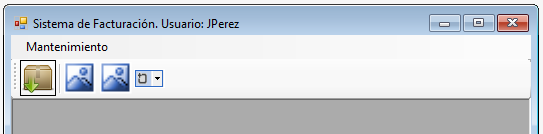 Sistema de Facturación. Usuario: JPerez
Mantenimiento